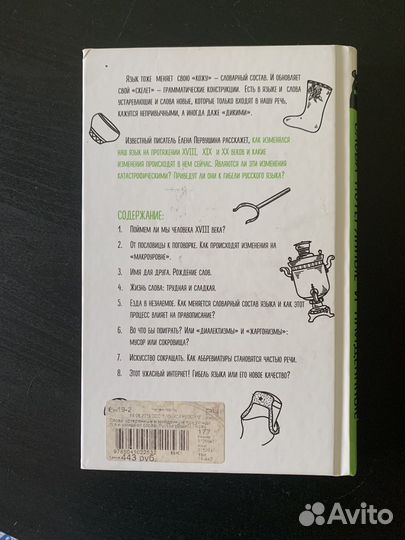 Язык тоже меняет свою «кожу» – словарный состав. И обновляет
свой «скелет» – грамматические конструкции. Есть в языке и слова
устаревающие и слова новые, которые только входят в нашу речь,
кажутся непривычными, а иногда даже «дикими».
Известный писатель Елена Первушина расскажет, как изменялся
наш язык на протяжении XVIII, XIX и XX веков и какие
изменения происходят в нем сейчас. Являются ли эти изменения
катастрофическими? Приведут ли они к гибели русского языка?
Содержание:
1. Поймем ли мы человека XVIII века?
2. От пословицы к поговорке. Как происходят изменения на
«макроуровне».
3. Имя для друга. Рождение слов.
4. Жизнь слова: трудная и сладкая.
5. Езда в незнаемое. Как меняется словарный состав языка и как этот
процесс влияет на правописание?
6. Во что бы поиграть? Или «диалектизмы» и «жаргонизмы»:
мусор или сокровища?
7. Искусство сокращать. Как аббревиатуры становятся частью речи.
8. Этот ужасный интернет! Гибель языка или его новое качество?
177
443 руб.
Avito